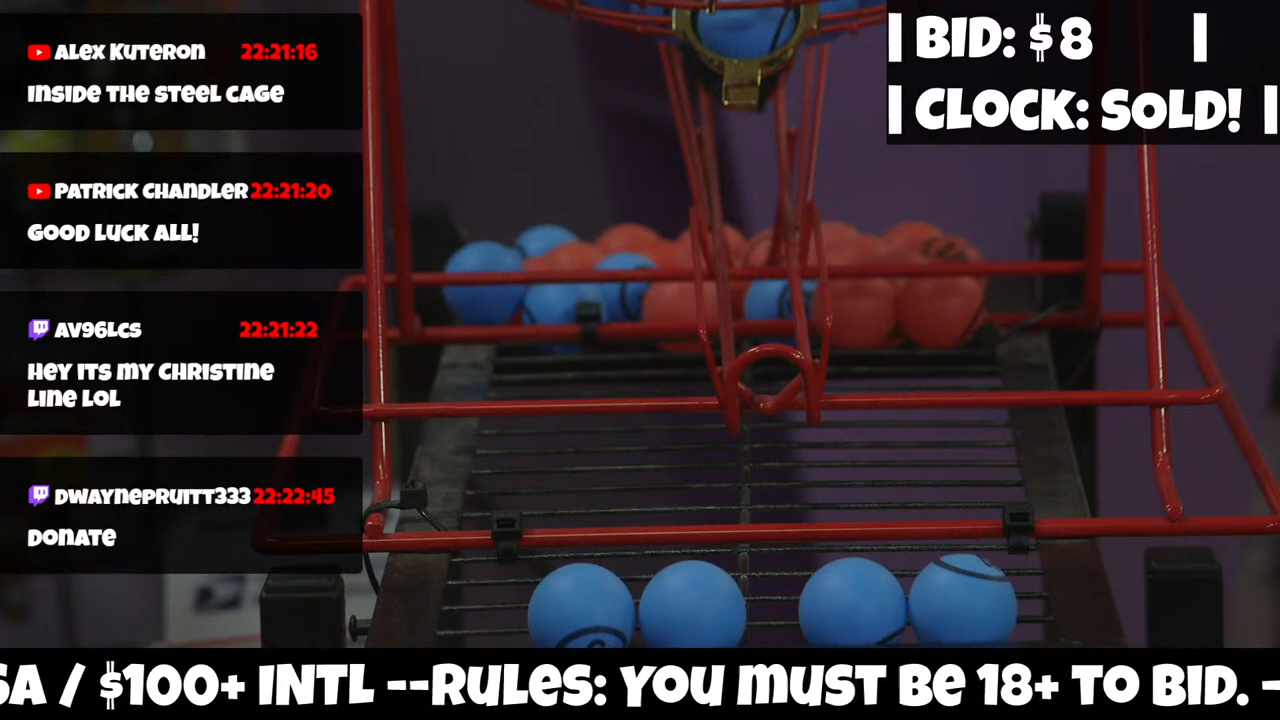 Alex Kuteron 22:21:16
Inside the steel cage
Patrick Chandler 22:21:20
Good luck all!
av96lcs 22:21:22
Hey its my Christine
line lol
dwaynepruitt333 22:22:45
Donate
| BID: $8 |
| CLOCK: SOLD! |
SA / $100+ INTL --RULES: YOU MUST BE 18+ TO BID. -